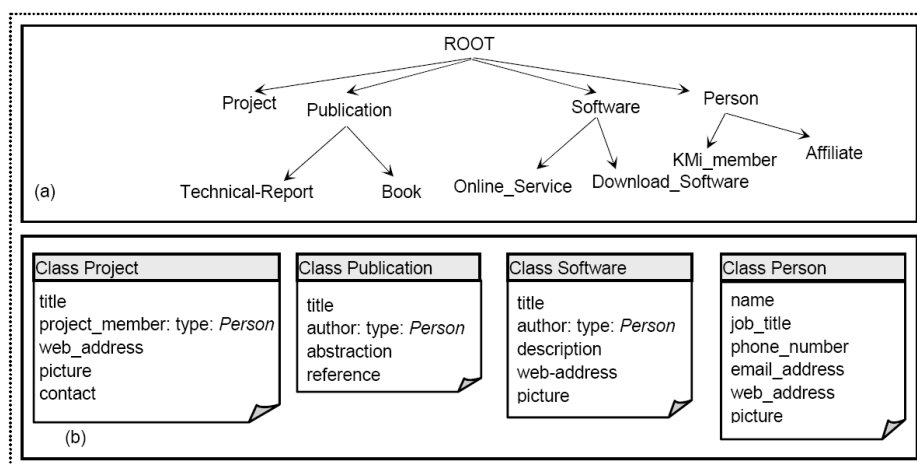 ROOT
Project
Publication
Software
Person
Technical-Report
Book
Online_Service
Download_Software
KMi_member
Affiliate
(a)
Class Project
title
project_member: type: Person
web_address
picture
contact
Class Publication
title
author: type: Person
abstraction
reference
Class Software
title
author: type: Person
description
web-address
picture
Class Person
name
job_title
phone_number
email_address
web_address
picture
(b)